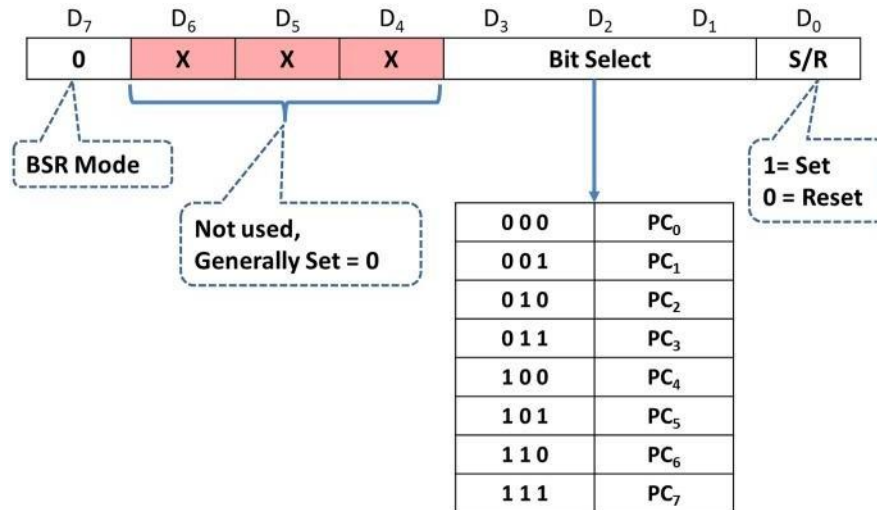 D₇ D₆ D₅ D₄ D₃ D₂ D₁ D₀
0 X X X Bit Select S/R
BSR Mode
Not used,
Generally Set = 0
1= Set
0 = Reset
0 0 0 PC₀
0 0 1 PC₁
0 1 0 PC₂
0 1 1 PC₃
1 0 0 PC₄
1 0 1 PC₅
1 1 0 PC₆
1 1 1 PC₇